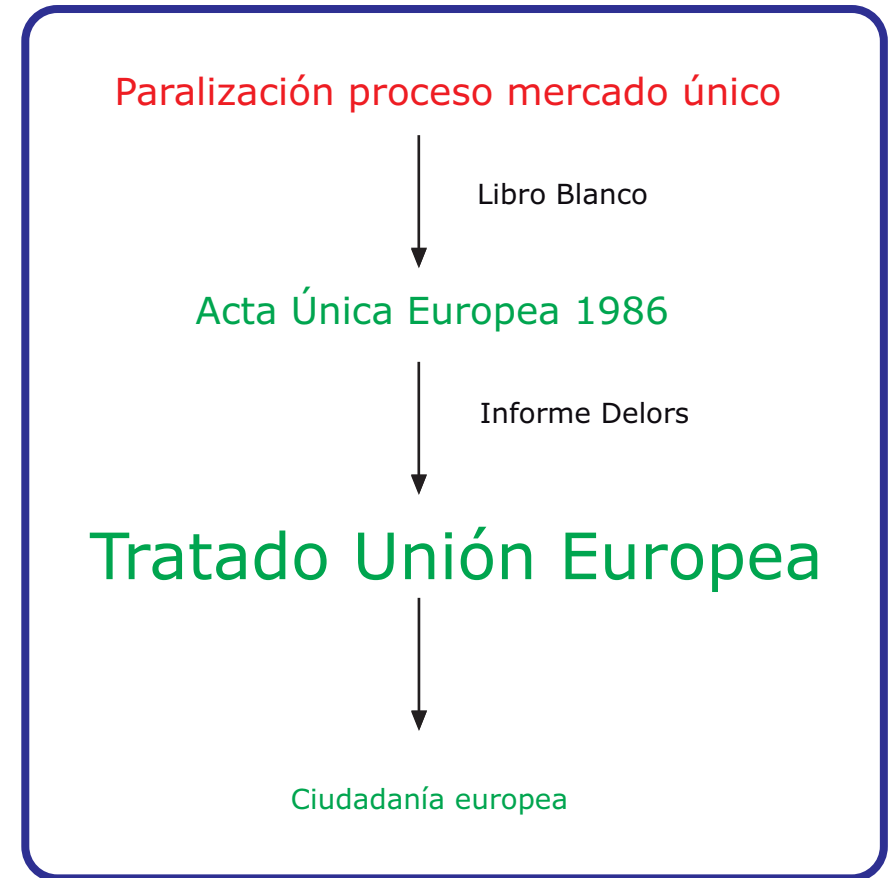 Paralización proceso mercado único
Libro Blanco
Acta Única Europea 1986
Informe Delors
Tratado Unión Europea
Ciudadanía europea